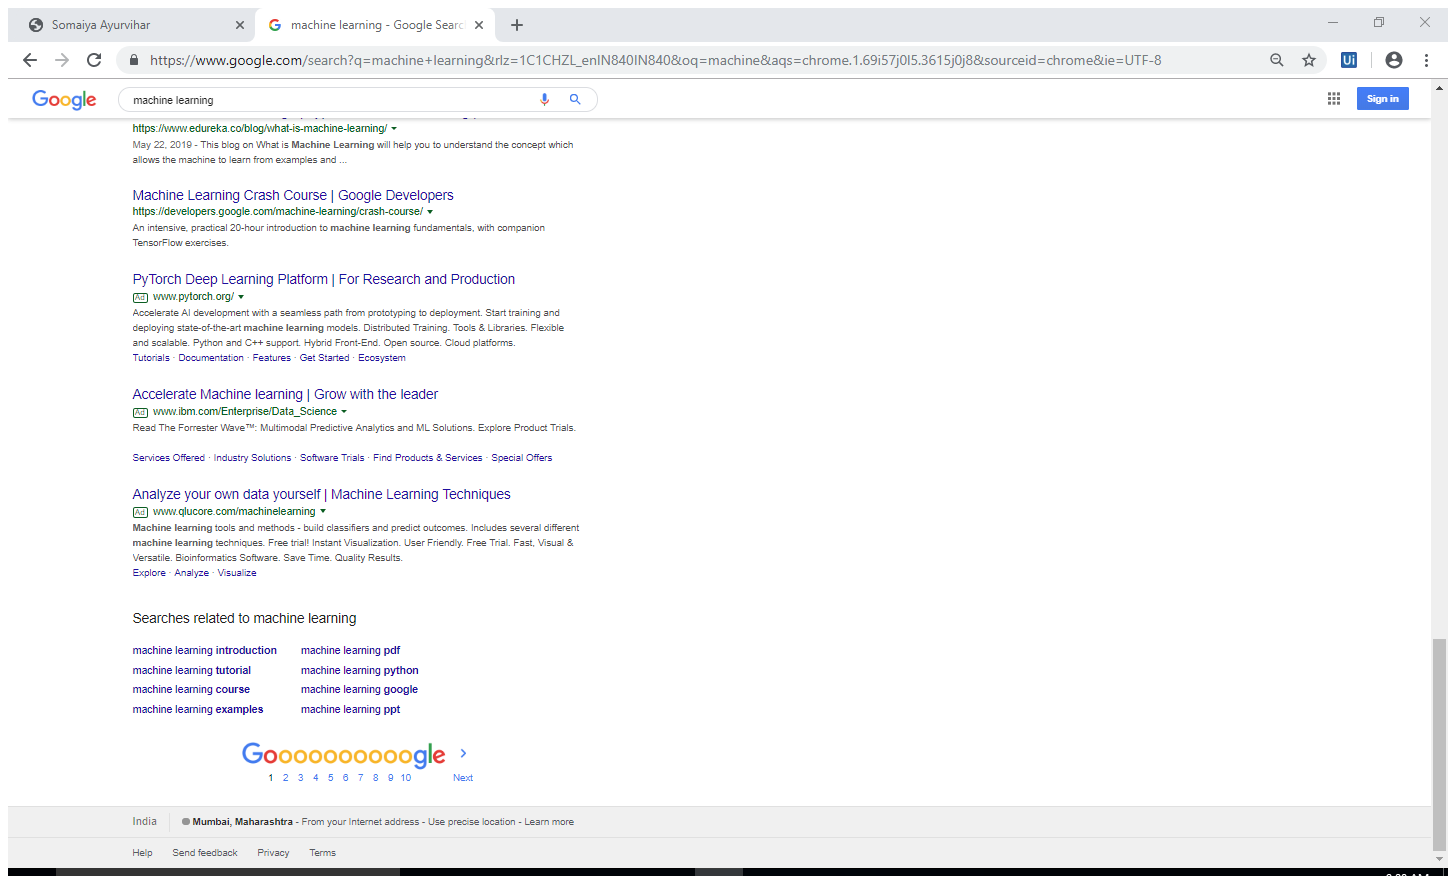 Somaiya Ayurvihar
machine learning - Google Searc
https://www.google.com/search?q=machine+learning&rlz=1C1CHZL_enIN840IN840&oq=machine&aqs=chrome.1.69i57j0l5.3615j0j8&sourceid=chrome&ie=UTF-8
Ui
Google
machine learning
Sign in
https://www.edureka.co/blog/what-is-machine-learning/
May 22, 2019 - This blog on What is Machine Learning will help you to understand the concept which
allows the machine to learn from examples and ...
Machine Learning Crash Course | Google Developers
https://developers.google.com/machine-learning/crash-course/
An intensive, practical 20-hour introduction to machine learning fundamentals, with companion
TensorFlow exercises.
PyTorch Deep Learning Platform | For Research and Production
Ad www.pytorch.org/
Accelerate AI development with a seamless path from prototyping to deployment. Start training and
deploying state-of-the-art machine learning models. Distributed Training. Tools & Libraries. Flexible
and scalable. Python and C++ support. Hybrid Front-End. Open source. Cloud platforms.
Tutorials · Documentation · Features · Get Started · Ecosystem
Accelerate Machine learning | Grow with the leader
Ad www.ibm.com/Enterprise/Data_Science
Read The Forrester Wave™: Multimodal Predictive Analytics and ML Solutions. Explore Product Trials.
Services Offered · Industry Solutions · Software Trials · Find Products & Services · Special Offers
Analyze your own data yourself | Machine Learning Techniques
Ad www.qlucore.com/machinelearning
Machine learning tools and methods - build classifiers and predict outcomes. Includes several different
machine learning techniques. Free trial! Instant Visualization. User Friendly. Free Trial. Fast, Visual &
Versatile. Bioinformatics Software. Save Time. Quality Results.
Explore · Analyze · Visualize
Searches related to machine learning
machine learning introduction machine learning pdf
machine learning tutorial machine learning python
machine learning course machine learning google
machine learning examples machine learning ppt
Goooooooooogle >
1 2 3 4 5 6 7 8 9 10 Next
India Mumbai, Maharashtra - From your Internet address - Use precise location - Learn more
Help Send feedback Privacy Terms